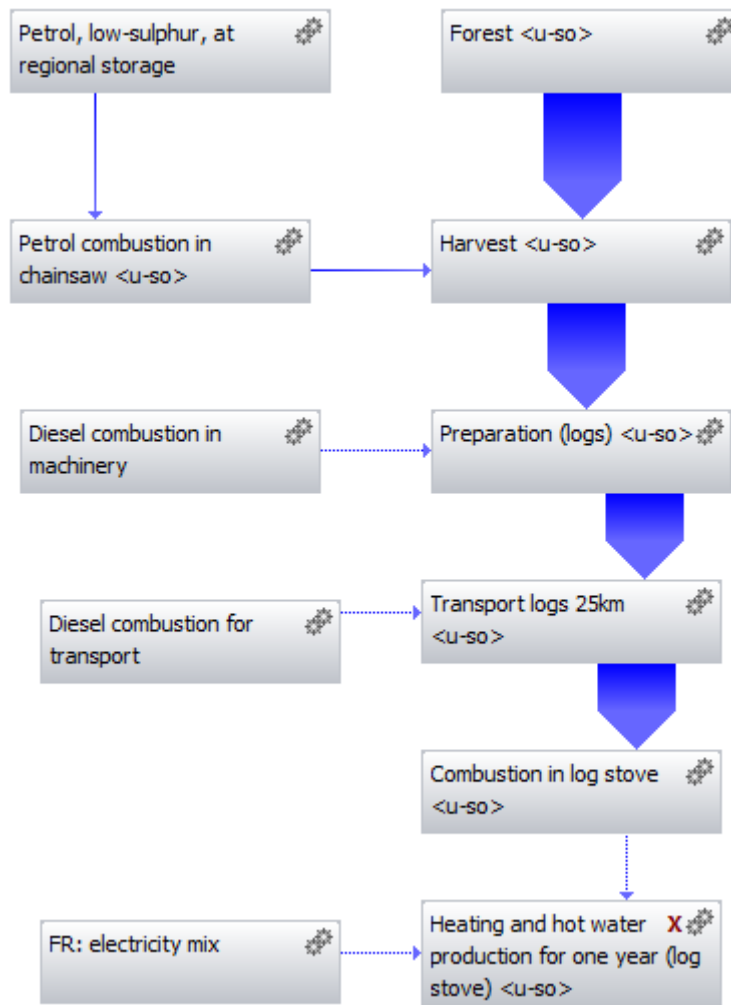 Petrol, low-sulphur, at
regional storage
Forest <u-so>
Petrol combustion in
chainsaw <u-so>
Harvest <u-so>
Diesel combustion in
machinery
Preparation (logs) <u-so>
Diesel combustion for
transport
Transport logs 25km
<u-so>
Combustion in log stove
<u-so>
FR: electricity mix
Heating and hot water X
production for one year (log
stove) <u-so>